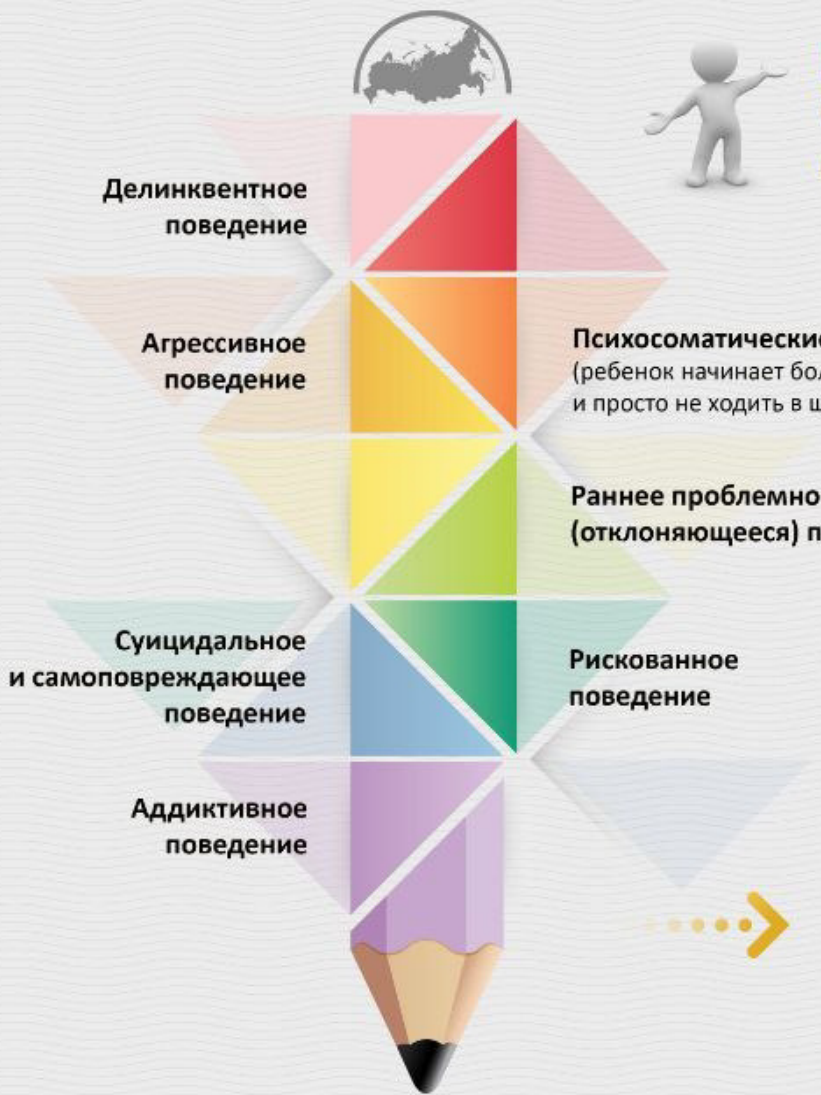 Делинквентное
поведение
Агрессивное
поведение
Психосоматические
(ребенок начинает бол
и просто не ходить в ш
Раннее проблемно
(отклоняющееся) п
Суицидальное
и самоповреждающее
поведение
Рискованное
поведение
Аддиктивное
поведение